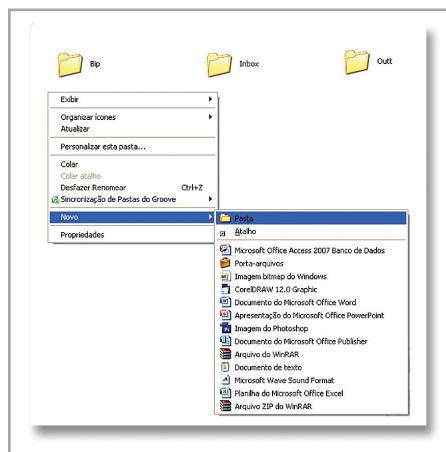 Bip
Inbox
Outt
Exibir
Organizar ícones
Atualizar
Personalizar esta pasta...
Colar
Colar atalho
Desfazer Renomear Ctrl+Z
Sincronização de Pastas do Groove
Novo
Propriedades
Pasta
Atalho
Microsoft Office Access 2007 Banco de Dados
Porta-arquivos
Imagem bitmap do Windows
CorelDRAW 12.0 Graphic
Documento do Microsoft Office Word
Apresentação do Microsoft Office PowerPoint
Imagem do Photoshop
Documento do Microsoft Office Publisher
Arquivo do WinRAR
Documento de texto
Microsoft Wave Sound Format
Planilha do Microsoft Office Excel
Arquivo ZIP do WinRAR